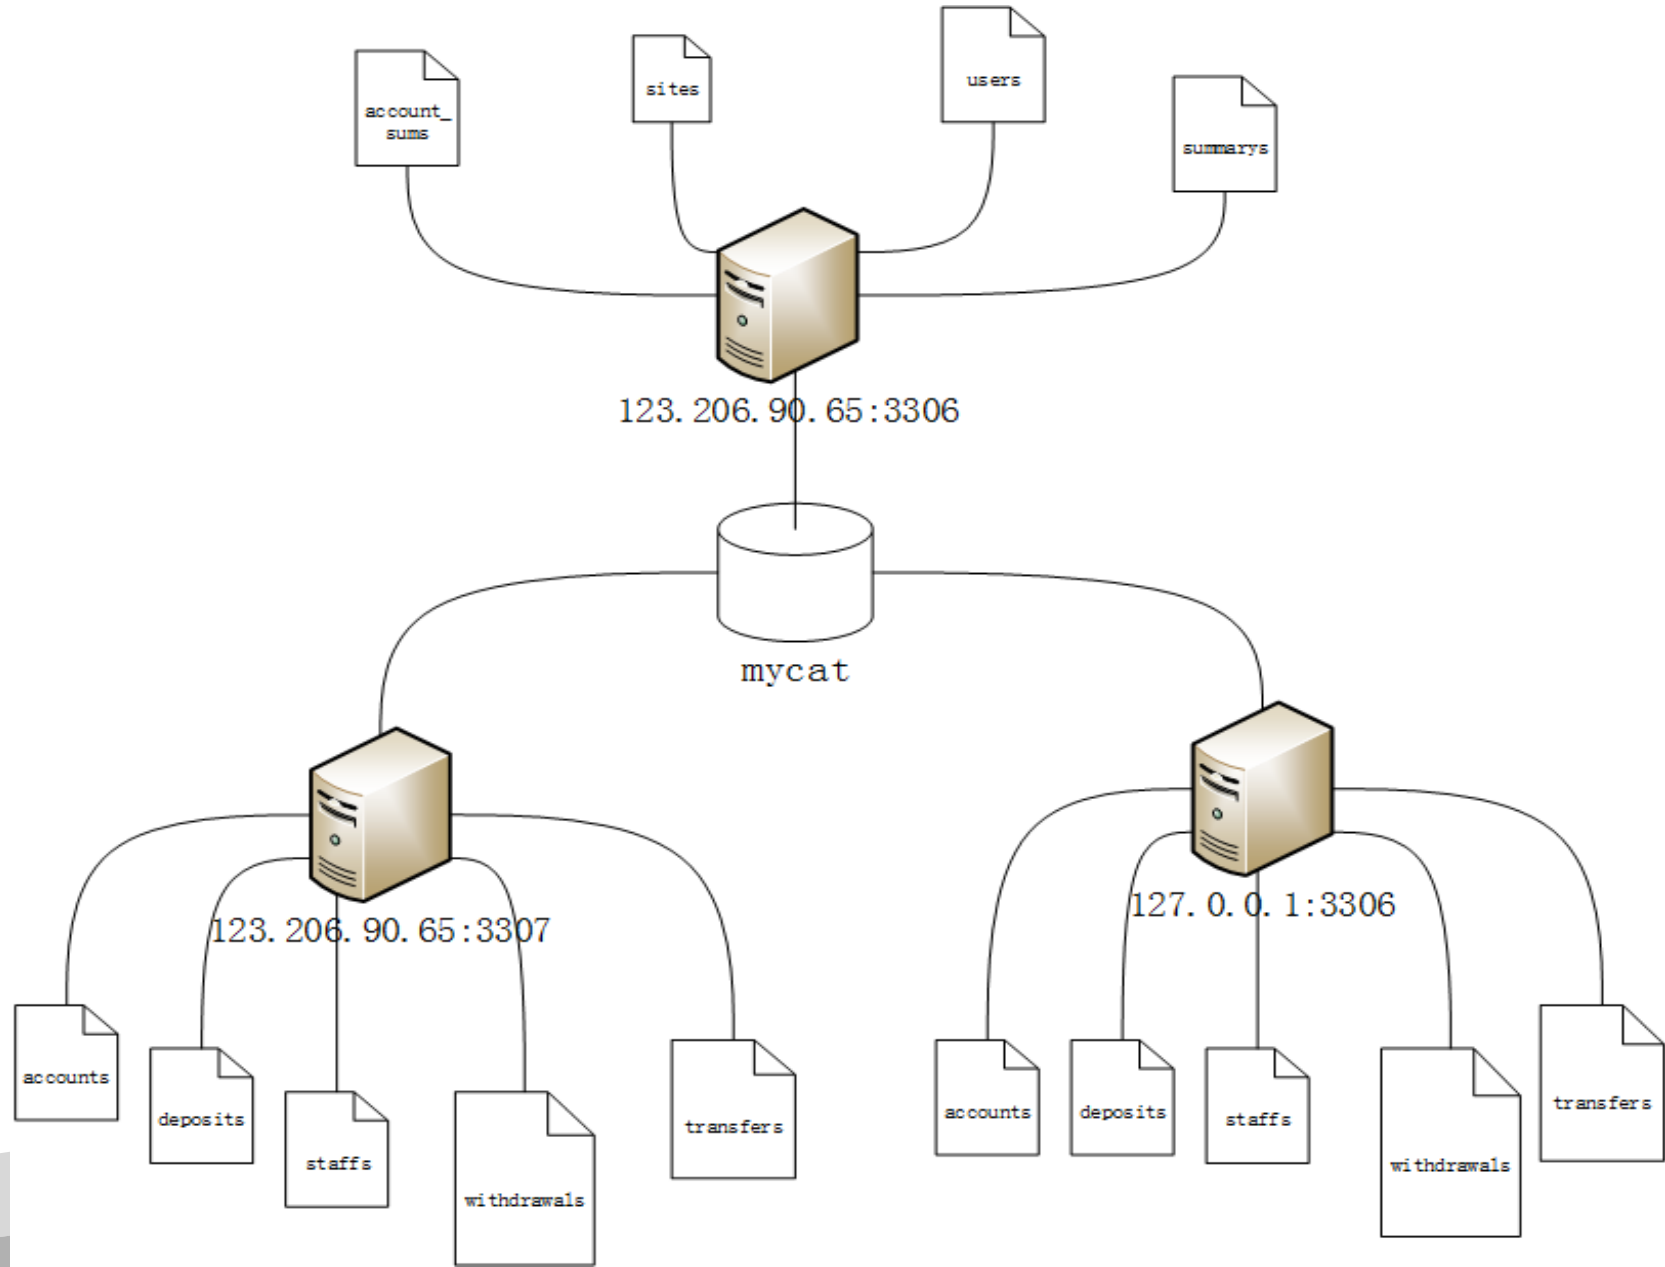 account_
sums
sites
users
summarys
123.206.90.65:3306
mycat
123.206.90.65:3307
127.0.0.1:3306
accounts
deposits
staffs
withdrawals
transfers
accounts
deposits
staffs
withdrawals
transfers